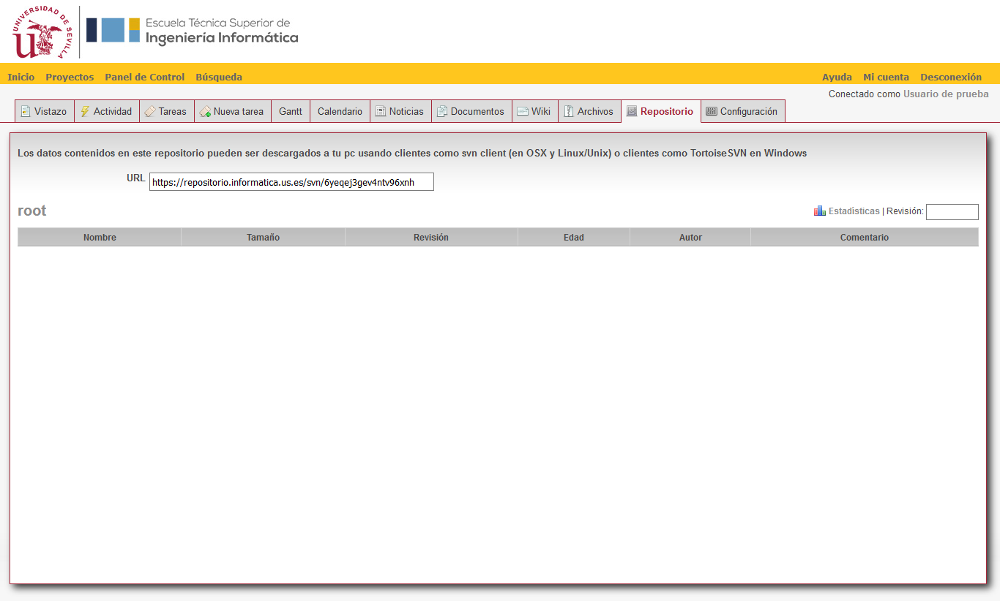 UNIVERSIDAD DE SEVILLA
Escuela Técnica Superior de
Ingeniería Informática
Inicio Proyectos Panel de Control Búsqueda Ayuda Mi cuenta Desconexión
Conectado como Usuario de prueba
Vistazo Actividad Tareas Nueva tarea Gantt Calendario Noticias Documentos Wiki Archivos Repositorio Configuración
Los datos contenidos en este repositorio pueden ser descargados a tu pc usando clientes como svn client (en OSX y Linux/Unix) o clientes como TortoiseSVN en Windows
URL https://repositorio.informatica.us.es/svn/6yeqej3gev4ntv96xnh
root Estadísticas | Revisión:
Nombre Tamaño Revisión Edad Autor Comentario